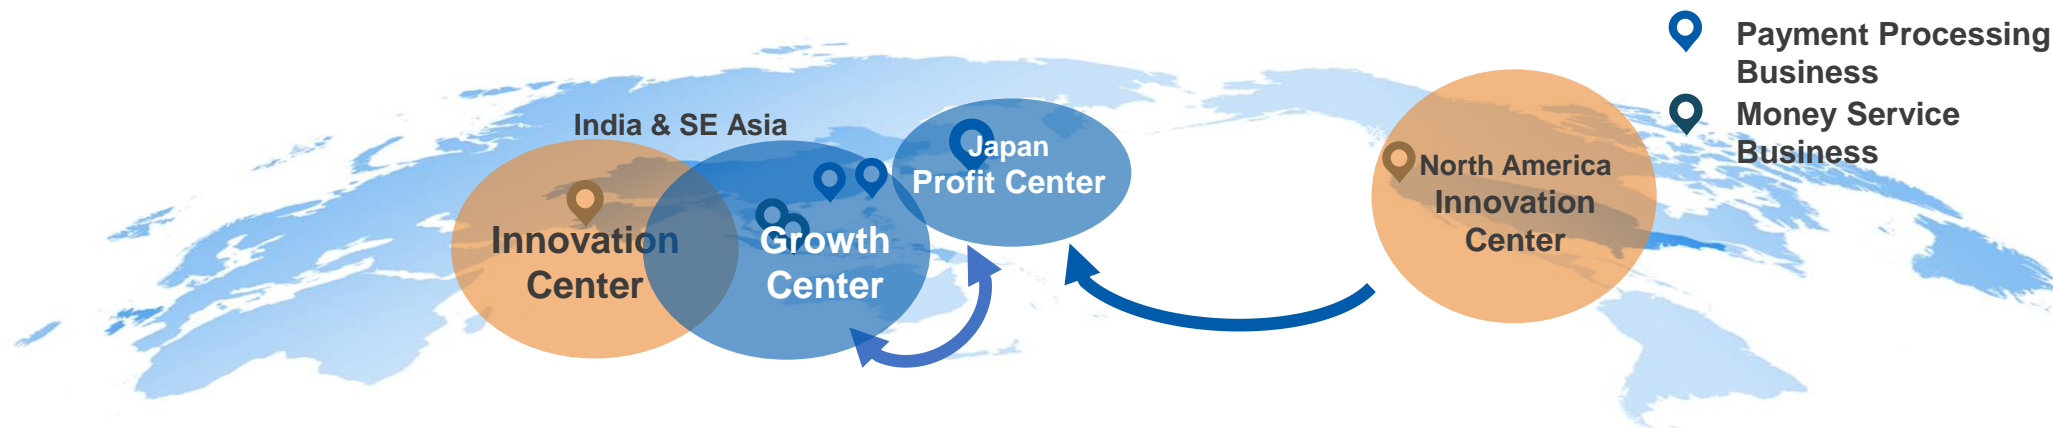 Payment Processing
Business
Money Service
Business
India & SE Asia
Innovation
Center
Growth
Center
Japan
Profit Center
North America
Innovation
Center